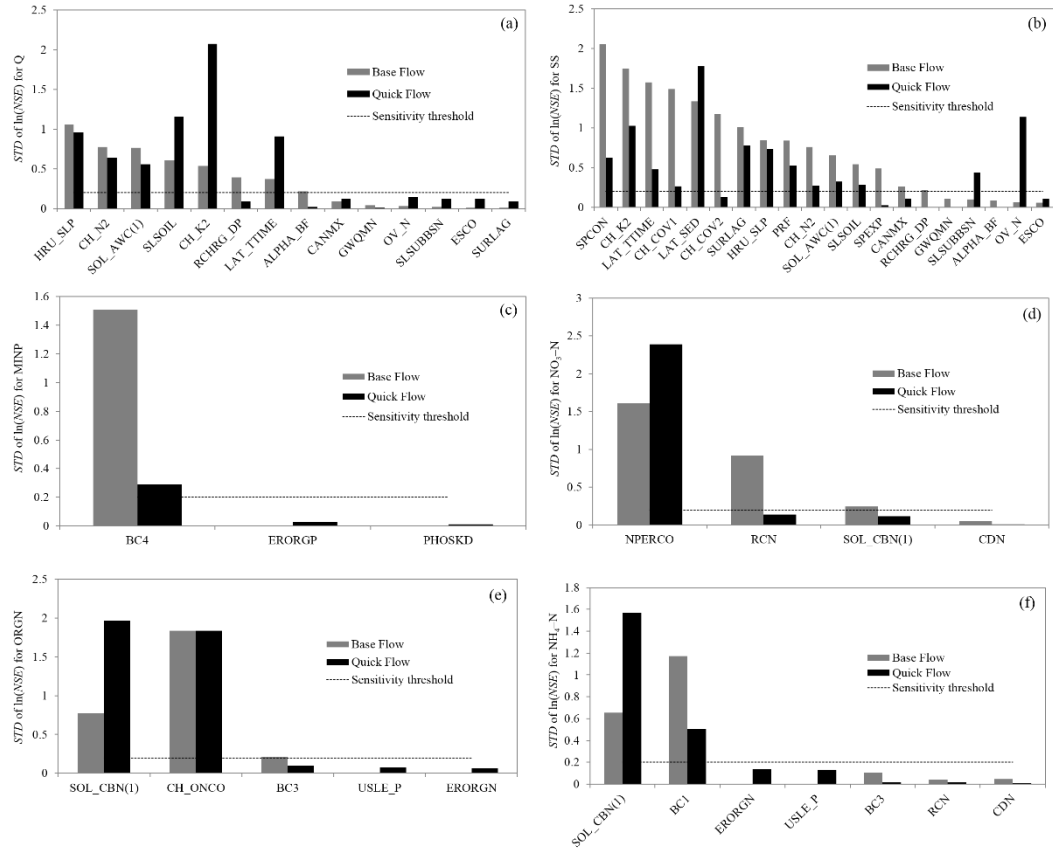 (a)
STD of ln(NSE) for Q
2.5
2
1.5
1
0.5
0
Base Flow
Quick Flow
Sensitivity threshold
HRU_SLP
CH_N2
SOL_AWC(1)
SLSOIL
CH_K2
RCHRG_DP
LAT_TTIME
ALPHA_BF
CANMX
GWQMN
OV_N
SLSUBBSN
ESCO
SURLAG
(b)
STD of ln(NSE) for SS
2.5
2
1.5
1
0.5
0
Base Flow
Quick Flow
Sensitivity threshold
SPCON
CH_K2
LAT_TTIME
CH_COV1
LAT_SED
CH_COV2
SURLAG
HRU_SLP
PRF
CH_N2
SOL_AWC(1)
SLSOIL
SPEXP
CANMX
RCHRG_DP
GWQMN
SLSUBBSN
ALPHA_BF
OV_N
ESCO
(c)
STD of ln(NSE) for MINP
1.6
1.4
1.2
1
0.8
0.6
0.4
0.2
0
Base Flow
Quick Flow
Sensitivity threshold
BC4
ERORGP
PHOSKD
(d)
STD of ln(NSE) for NO₃−N
3
2.5
2
1.5
1
0.5
0
Base Flow
Quick Flow
Sensitivity threshold
NPERCO
RCN
SOL_CBN(1)
CDN
(e)
STD of ln(NSE) for ORGN
2.5
2
1.5
1
0.5
0
Base Flow
Quick Flow
Sensitivity threshold
SOL_CBN(1)
CH_ONCO
BC3
USLE_P
ERORGN
(f)
STD of ln(NSE) for NH₄−N
1.8
1.6
1.4
1.2
1
0.8
0.6
0.4
0.2
0
Base Flow
Quick Flow
Sensitivity threshold
SOL_CBN(1)
BC1
ERORGN
USLE_P
BC3
RCN
CDN